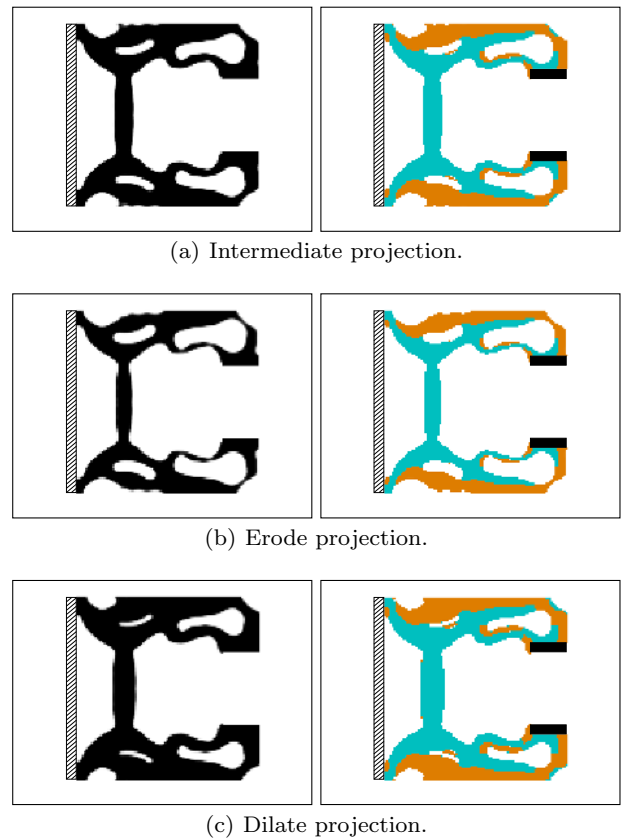 (a) Intermediate projection.
(b) Erode projection.
(c) Dilate projection.